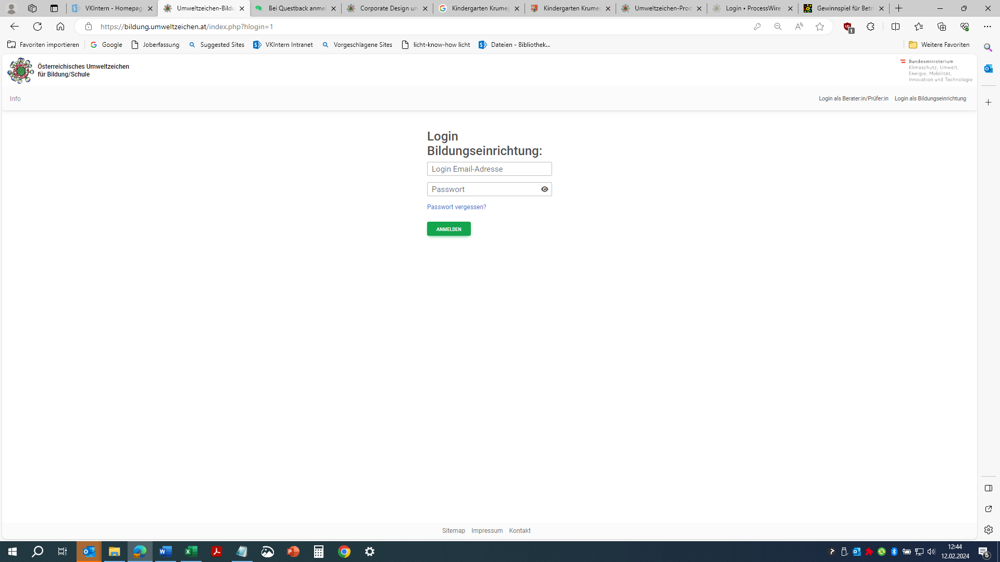 VKIntern - Homepag
Umweltzeichen-Bildu
Bei Questback anmel
Corporate Design un
Kindergarten Krumeg
Kindergarten Krumeg
Umweltzeichen-Prod
Login • ProcessWire
Gewinnspiel für Betri
https://bildung.umweltzeichen.at/index.php?hlogin=1
1
Favoriten importieren
Google
Joberfassung
Suggested Sites
VKIntern Intranet
Vorgeschlagene Sites
licht-know-how licht
Dateien - Bibliothek...
Weitere Favoriten
Österreichisches Umweltzeichen
für Bildung/Schule
Bundesministerium
Klimaschutz, Umwelt,
Energie, Mobilität,
Innovation und Technologie
Info
Login als Berater:in/Prüfer:in
Login als Bildungseinrichtung
Login
Bildungseinrichtung:
Login Email-Adresse
Passwort
Passwort vergessen?
ANMELDEN
Sitemap
Impressum
Kontakt
12:44
12.02.2024
6